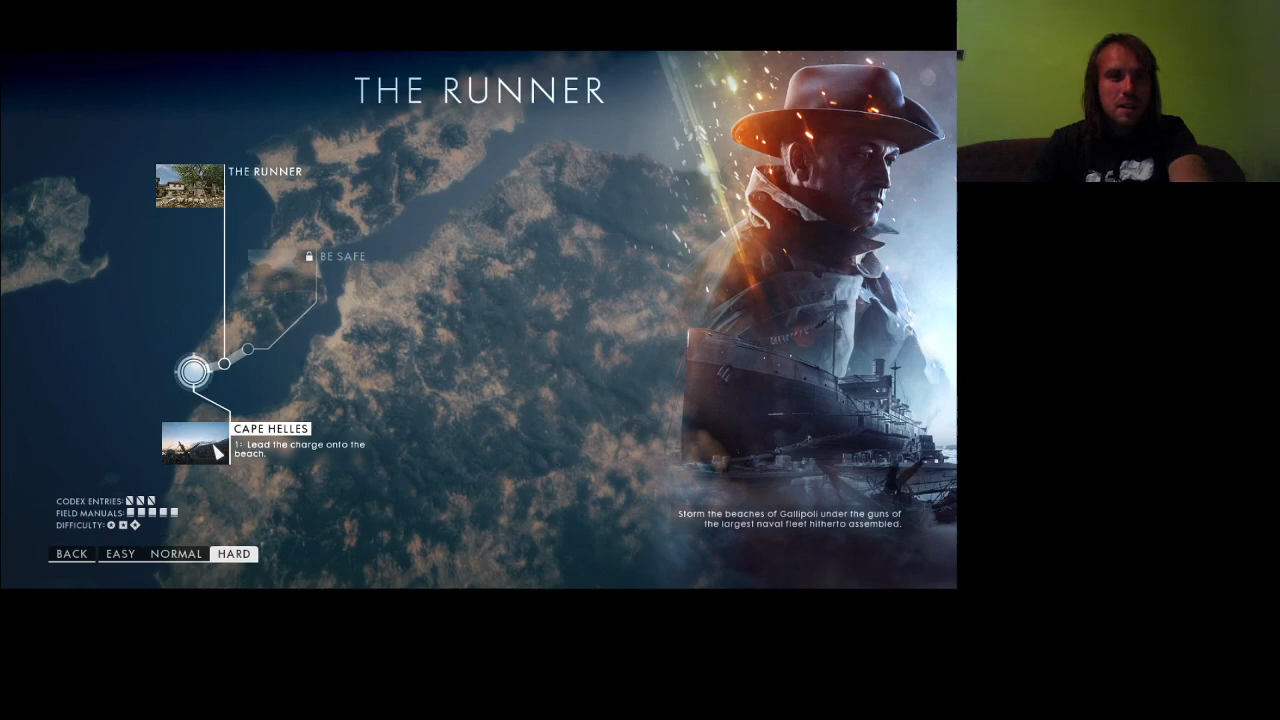 THE RUNNER
THE RUNNER
BE SAFE
CAPE HELLES
1: Lead the charge onto the
beach.
CODEX ENTRIES:
FIELD MANUALS:
DIFFICULTY:
Storm the beaches of Gallipoli under the guns of
the largest naval fleet hitherto assembled.
BACK EASY NORMAL HARD